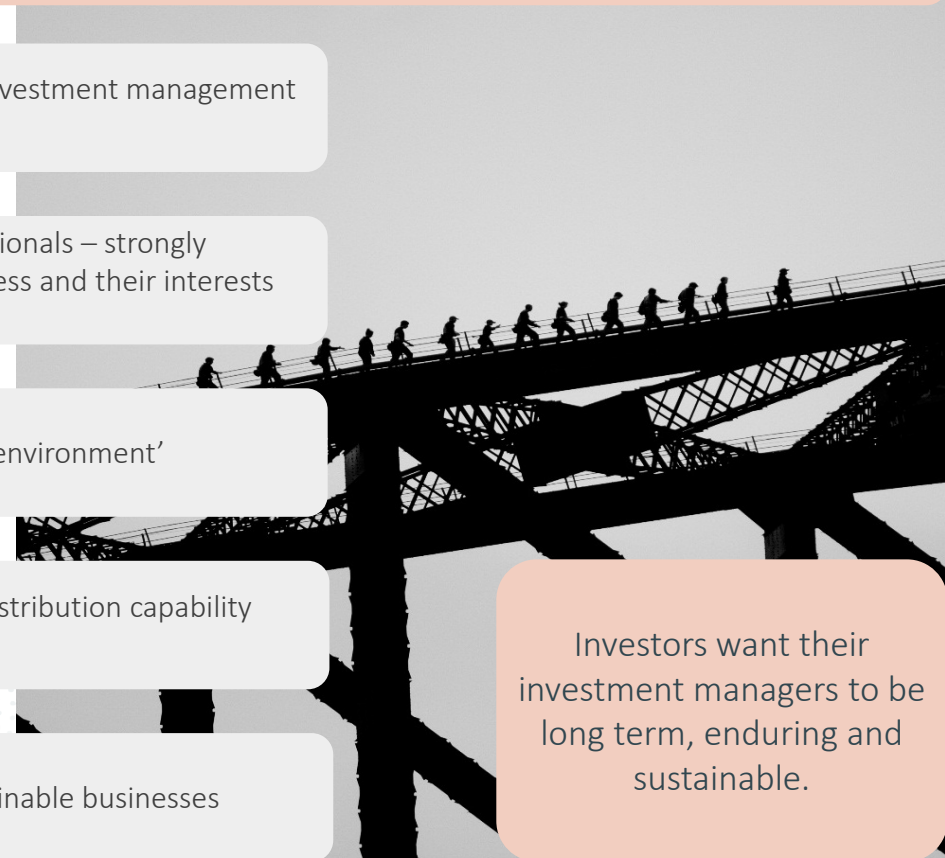 vestment management
ionals – strongly
ess and their interests
environment’
stribution capability
inable businesses
Investors want their
investment managers to be
long term, enduring and
sustainable.